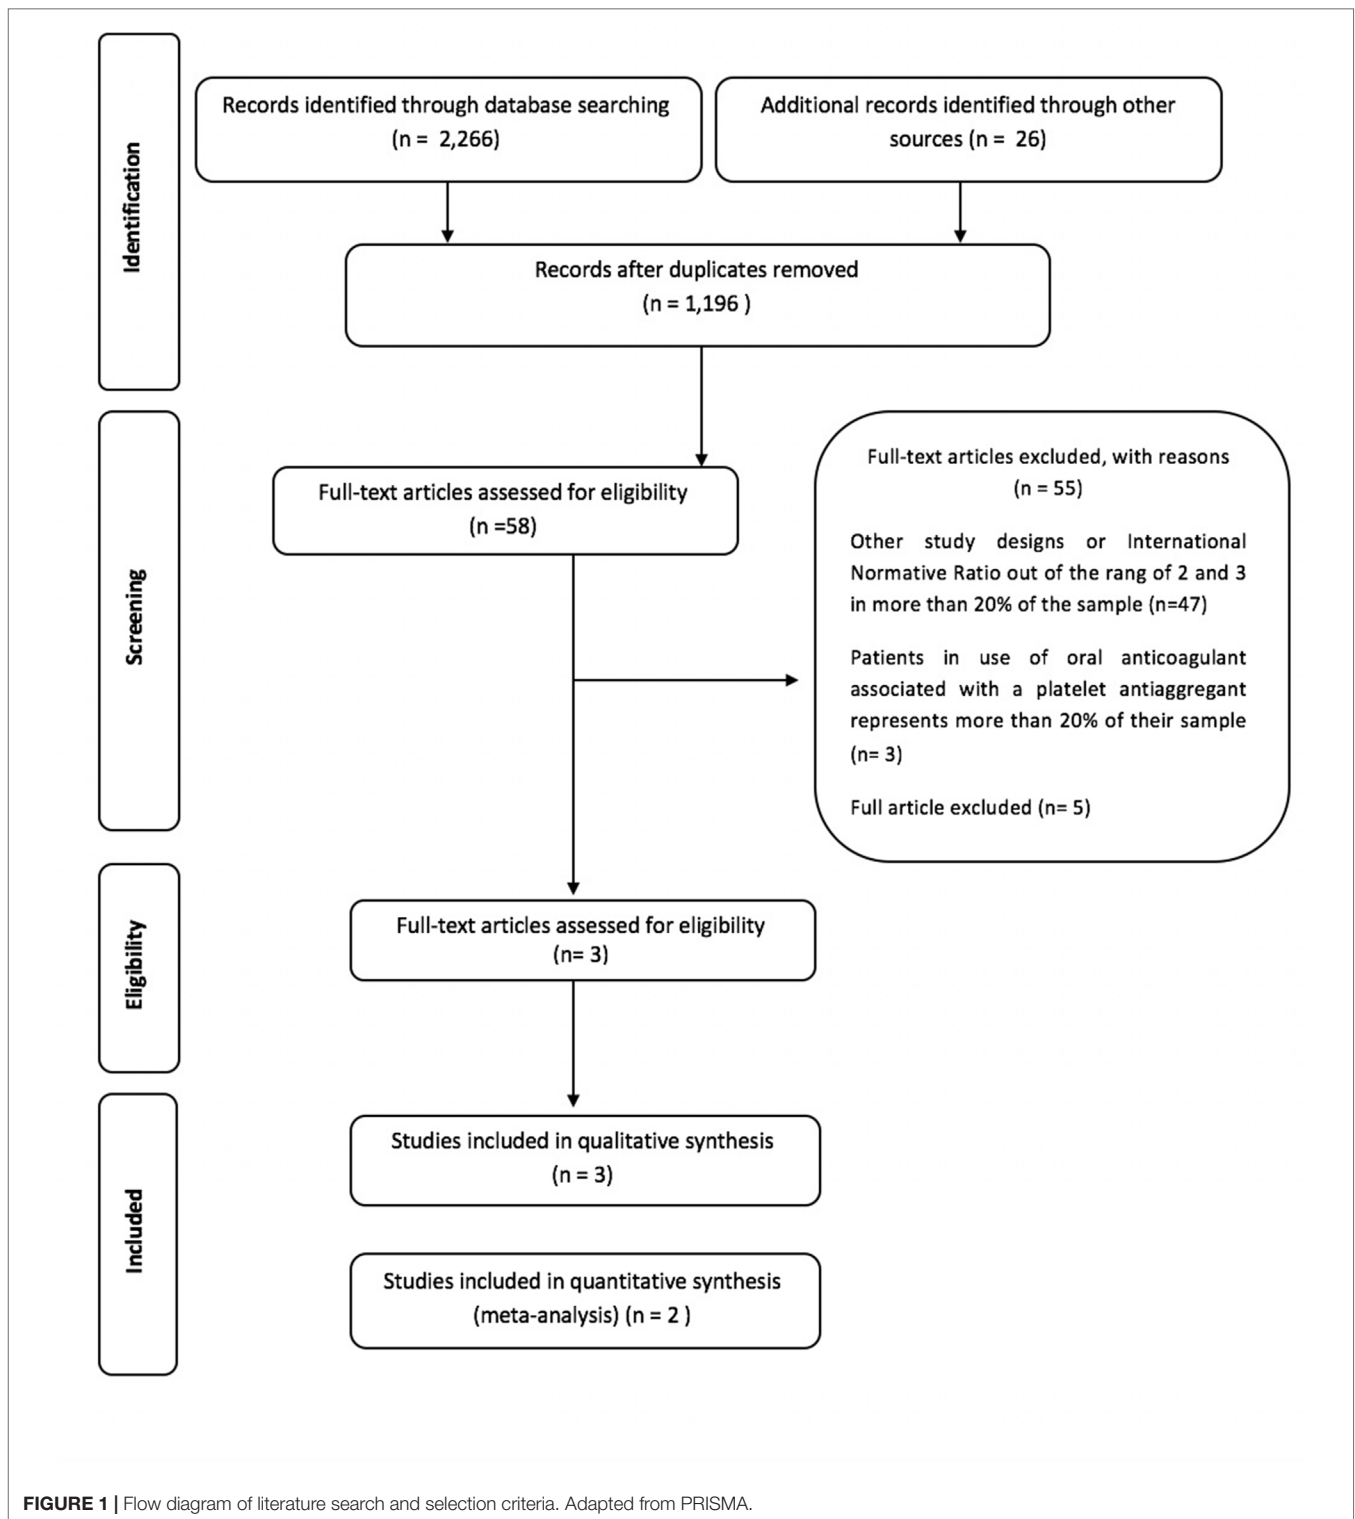 Identification
Records identified through database searching
(n = 2,266)
Additional records identified through other
sources (n = 26)
Records after duplicates removed
(n = 1,196 )
Screening
Full-text articles assessed for eligibility
(n =58)
Full-text articles excluded, with reasons
(n = 55)
Other study designs or International
Normative Ratio out of the rang of 2 and 3
in more than 20% of the sample (n=47)
Patients in use of oral anticoagulant
associated with a platelet antiaggregant
represents more than 20% of their sample
(n= 3)
Full article excluded (n= 5)
Eligibility
Full-text articles assessed for eligibility
(n= 3)
Included
Studies included in qualitative synthesis
(n = 3)
Studies included in quantitative synthesis
(meta-analysis) (n = 2 )
FIGURE 1 | Flow diagram of literature search and selection criteria. Adapted from PRISMA.